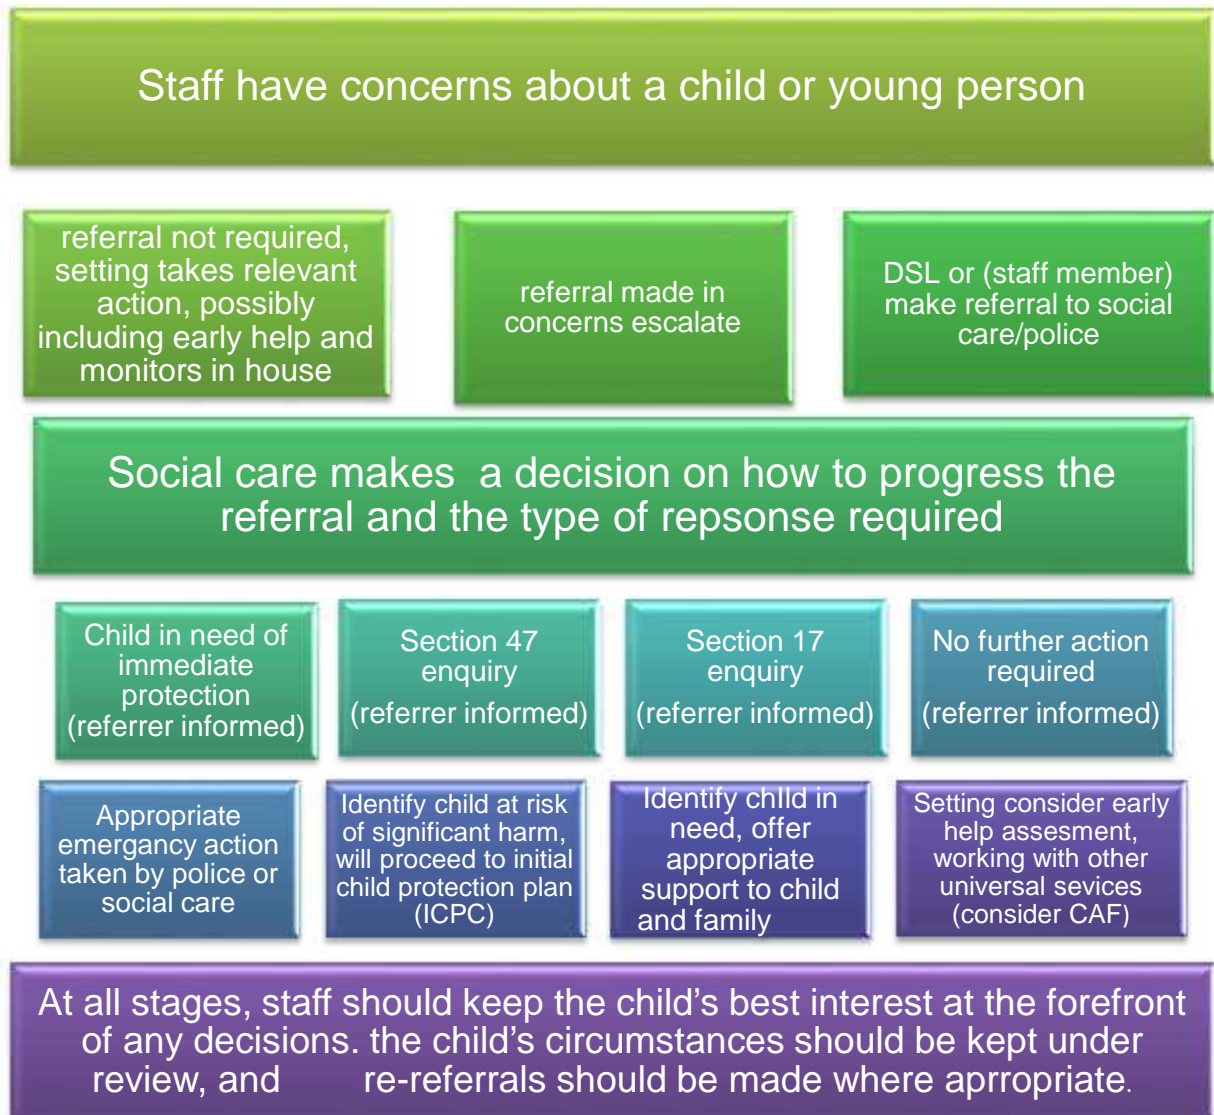 Staff have concerns about a child or young person
referral not required,
setting takes relevant
action, possibly
including early help and
monitors in house
referral made in
concerns escalate
DSL or (staff member)
make referral to social
care/police
Social care makes  a decision on how to progress the
referral and the type of repsonse required
Child in need of
immediate
protection
(referrer informed)
Section 47
enquiry
(referrer informed)
Section 17
enquiry
(referrer informed)
No further action
required
(referrer informed)
Appropriate
emergancy action
taken by police or
social care
Identify child at risk
of significant harm,
will proceed to initial
child protection plan
(ICPC)
Identify chIld in
need, offer
appropriate
support to child
and family
Setting consider early
help assesment,
working with other
universal sevices
(consider CAF)
At all stages, staff should keep the child’s best interest at the forefront
of any decisions. the child’s circumstances should be kept under
review, and re-referrals should be made where aprropriate.